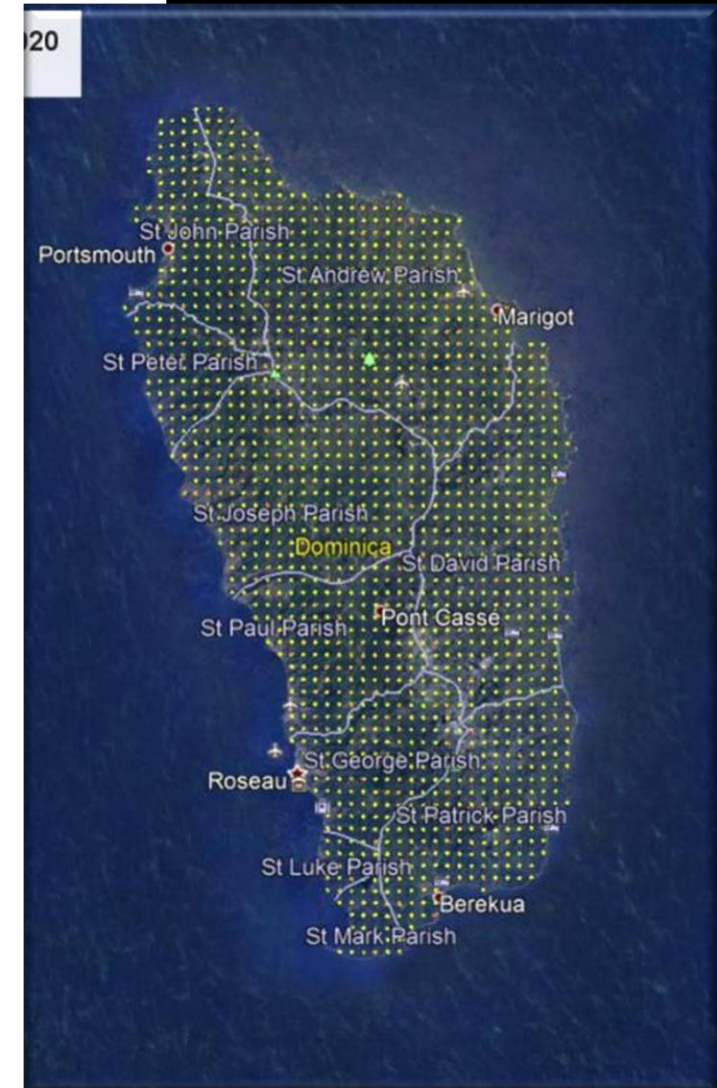 020
St John Parish
Portsmouth
St Andrew Parish
Marigot
St Peter Parish
St Joseph Parish
Dominica
St David Parish
Pont Casse
St Paul Parish
St George Parish
Roseau
St Patrick Parish
St Luke Parish
Berekua
St Mark Parish